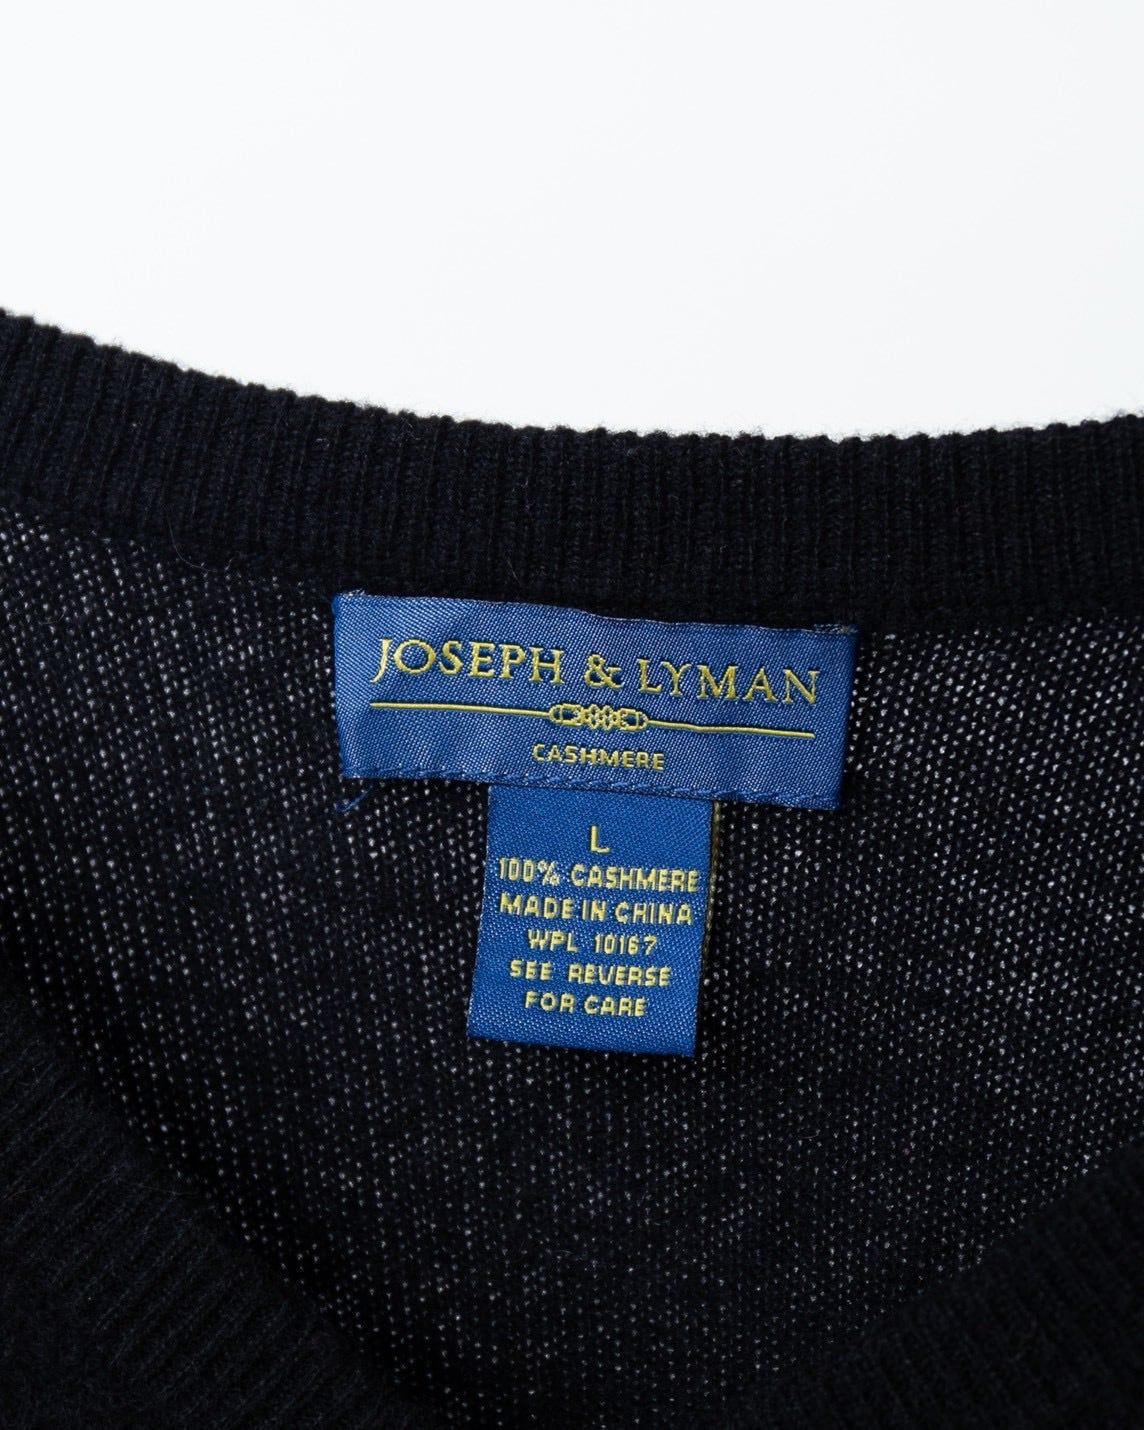 JOSEPH & LYMAN
CASHMERE
L
100% CASHMERE
MADE IN CHINA
WPL 10167
SEE REVERSE
FOR CARE